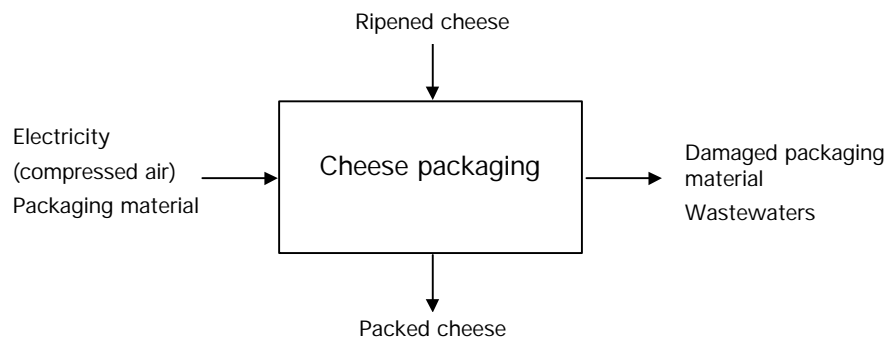 Ripened cheese
Electricity
(compressed air)
Packaging material
Cheese packaging
Damaged packaging
material
Wastewaters
Packed cheese